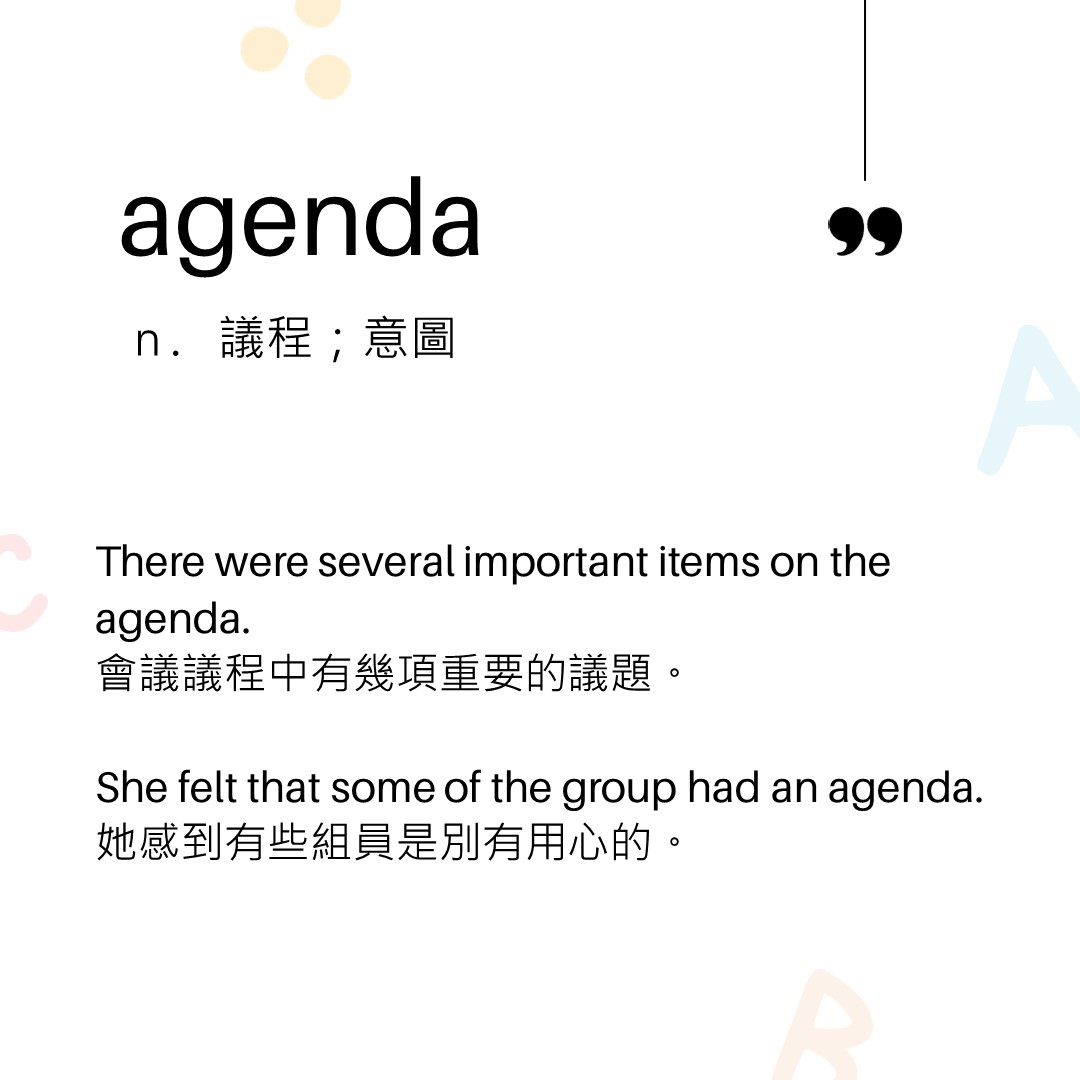 agenda
n. 議程；意圖
There were several important items on the
agenda.
會議議程中有幾項重要的議題。
She felt that some of the group had an agenda.
她感到有些組員是別有用心的。
A
C
B